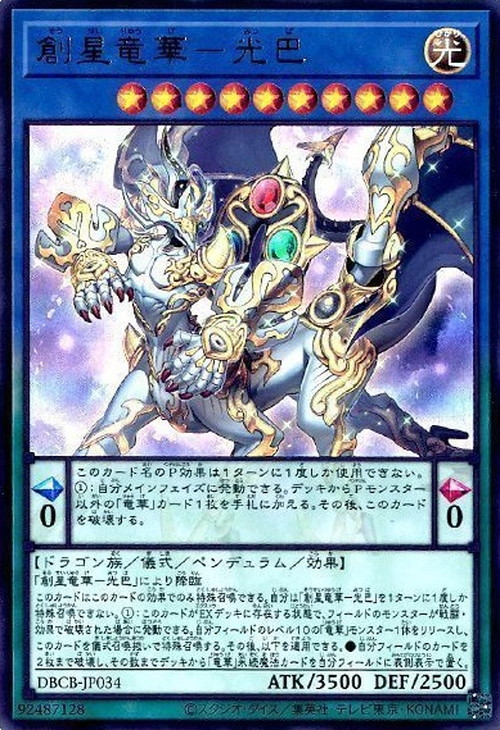 創星竜華－光巴
光
このカード名のP効果は1ターンに1度しか使用できない。
①:自分メインフェイズに発動できる。デッキからPモンスター
以外の「竜華」カード1枚を手札に加える。その後、このカード
を破壊する。
0
0
【ドラゴン族／儀式／ペンデュラム／効果】
「創星竜華－光巴」により降臨
このカードはこのカードの効果でのみ特殊召喚できる。自分は「創星竜華－光巴」を1ターンに1度しか
特殊召喚できない。①:このカードがEXデッキに存在する状態で、フィールドのモンスターが戦闘・
効果で破壊された場合に発動できる。自分フィールドのレベル10の「竜華」モンスター1体をリリースし、
このカードを儀式召喚扱いで特殊召喚する。その後、以下を適用できる。●自分フィールドのカードを
2枚まで破壊し、その数までデッキから「竜華」永続魔法カードを自分フィールドに表側表示で置く。
DBCB-JP034
ATK/3500 DEF/2500
92487128
©スタジオ・ダイス／集英社・テレビ東京・KONAMI